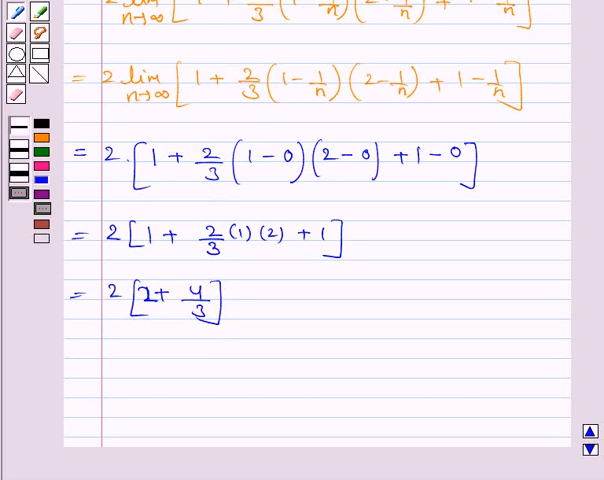 = 2 lim n→∞ [ 1 + 2/3 (1 - 1/n) (2 - 1/n) + 1 - 1/n ]
= 2 . [ 1 + 2/3 (1 - 0) (2 - 0) + 1 - 0 ]
= 2 [ 1 + 2/3 (1) (2) + 1 ]
= 2 [ 2 + 4/3 ]